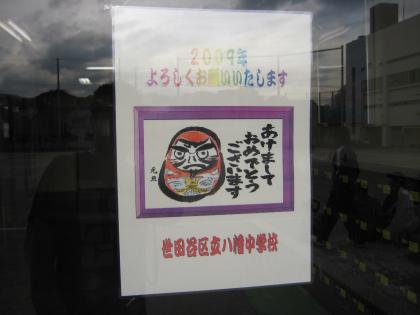 2009年
よろしくお願いいたします
あけまして
おめでとう
ございます
元旦
世田谷区立八幡中学校